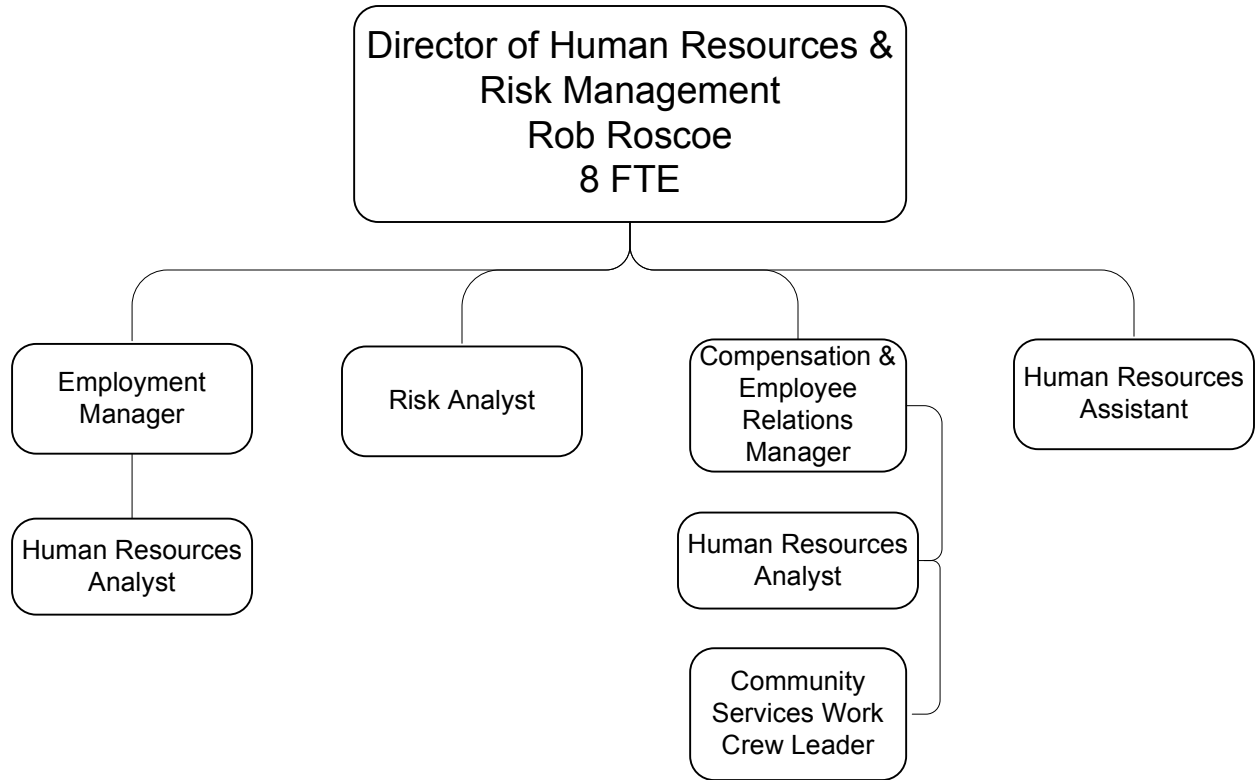 Director of Human Resources &
Risk Management
Rob Roscoe
8 FTE
Employment
Manager
Risk Analyst
Compensation &
Employee
Relations
Manager
Human Resources
Assistant
Human Resources
Analyst
Human Resources
Analyst
Community
Services Work
Crew Leader